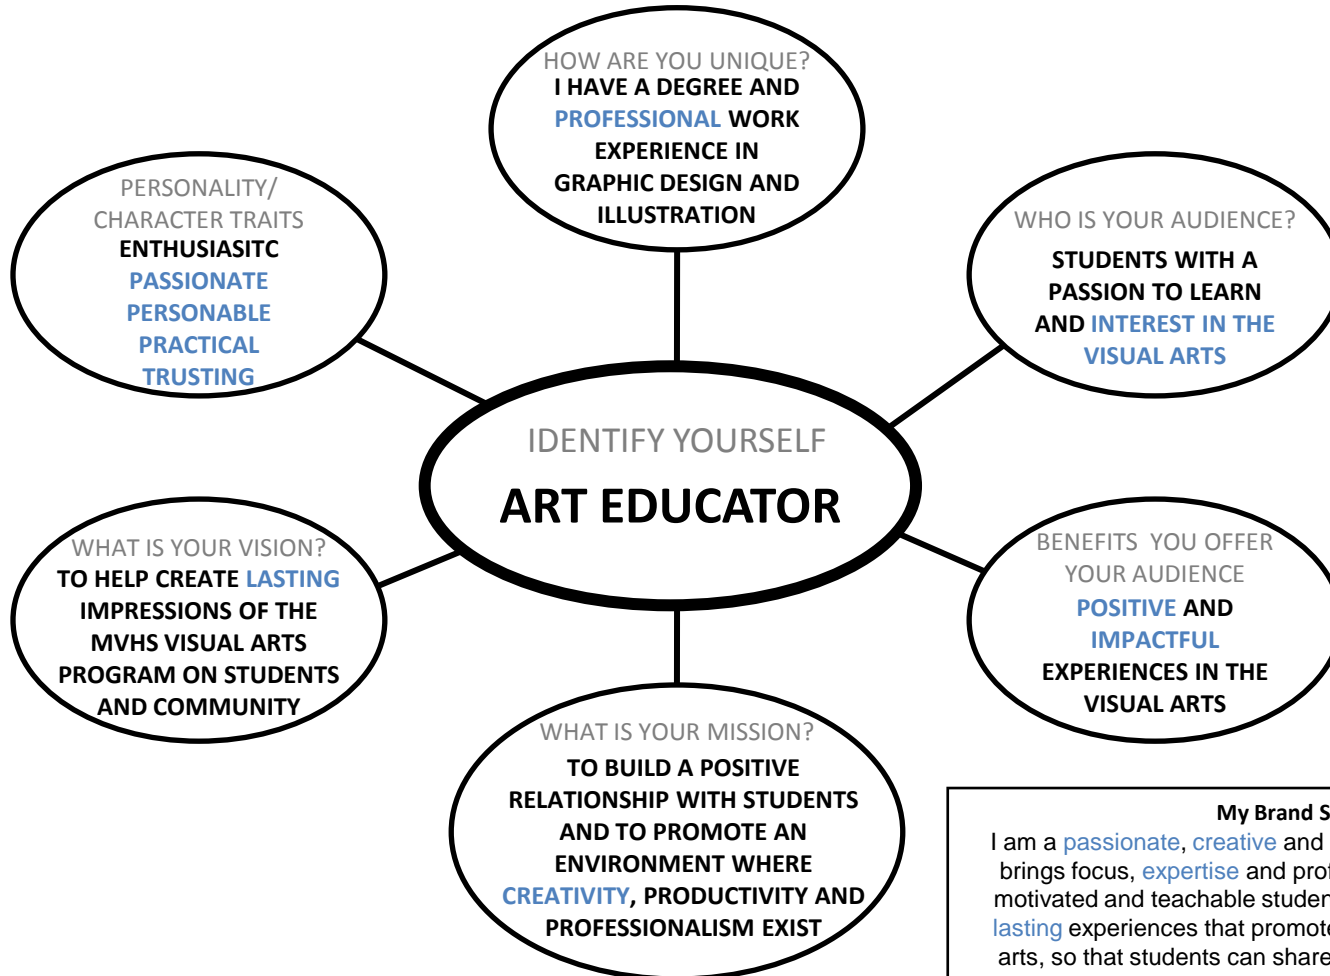 HOW ARE YOU UNIQUE?
I HAVE A DEGREE AND
PROFESSIONAL WORK
EXPERIENCE IN
GRAPHIC DESIGN AND
ILLUSTRATION
PERSONALITY/
CHARACTER TRAITS
ENTHUSIASITC
PASSIONATE
PERSONABLE
PRACTICAL
TRUSTING
WHO IS YOUR AUDIENCE?
STUDENTS WITH A
PASSION TO LEARN
AND INTEREST IN THE
VISUAL ARTS
IDENTIFY YOURSELF
ART EDUCATOR
WHAT IS YOUR VISION?
TO HELP CREATE LASTING
IMPRESSIONS OF THE
MVHS VISUAL ARTS
PROGRAM ON STUDENTS
AND COMMUNITY
BENEFITS YOU OFFER
YOUR AUDIENCE
POSITIVE AND
IMPACTFUL
EXPERIENCES IN THE
VISUAL ARTS
WHAT IS YOUR MISSION?
TO BUILD A POSITIVE
RELATIONSHIP WITH STUDENTS
AND TO PROMOTE AN
ENVIRONMENT WHERE
CREATIVITY, PRODUCTIVITY AND
PROFESSIONALISM EXIST
My Brand S
I am a passionate, creative and
brings focus, expertise and prof
motivated and teachable studen
lasting experiences that promote
arts, so that students can share